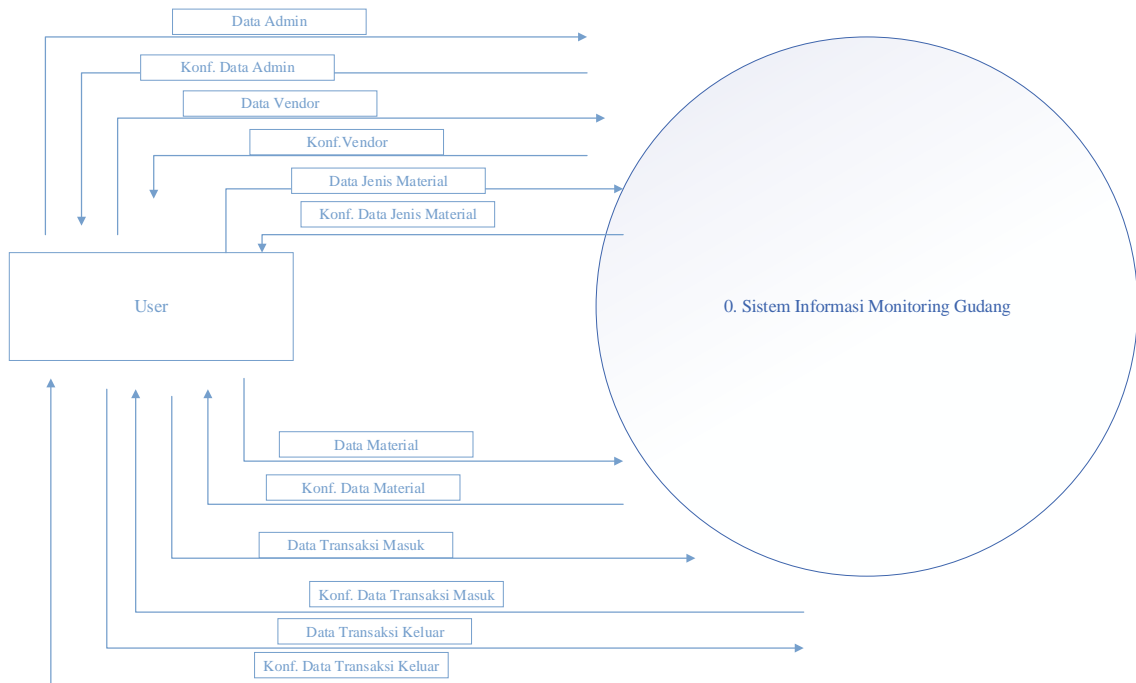 Data Admin
Konf. Data Admin
Data Vendor
Konf.Vendor
Data Jenis Material
Konf. Data Jenis Material
User
0. Sistem Informasi Monitoring Gudang
Data Material
Konf. Data Material
Data Transaksi Masuk
Konf. Data Transaksi Masuk
Data Transaksi Keluar
Konf. Data Transaksi Keluar